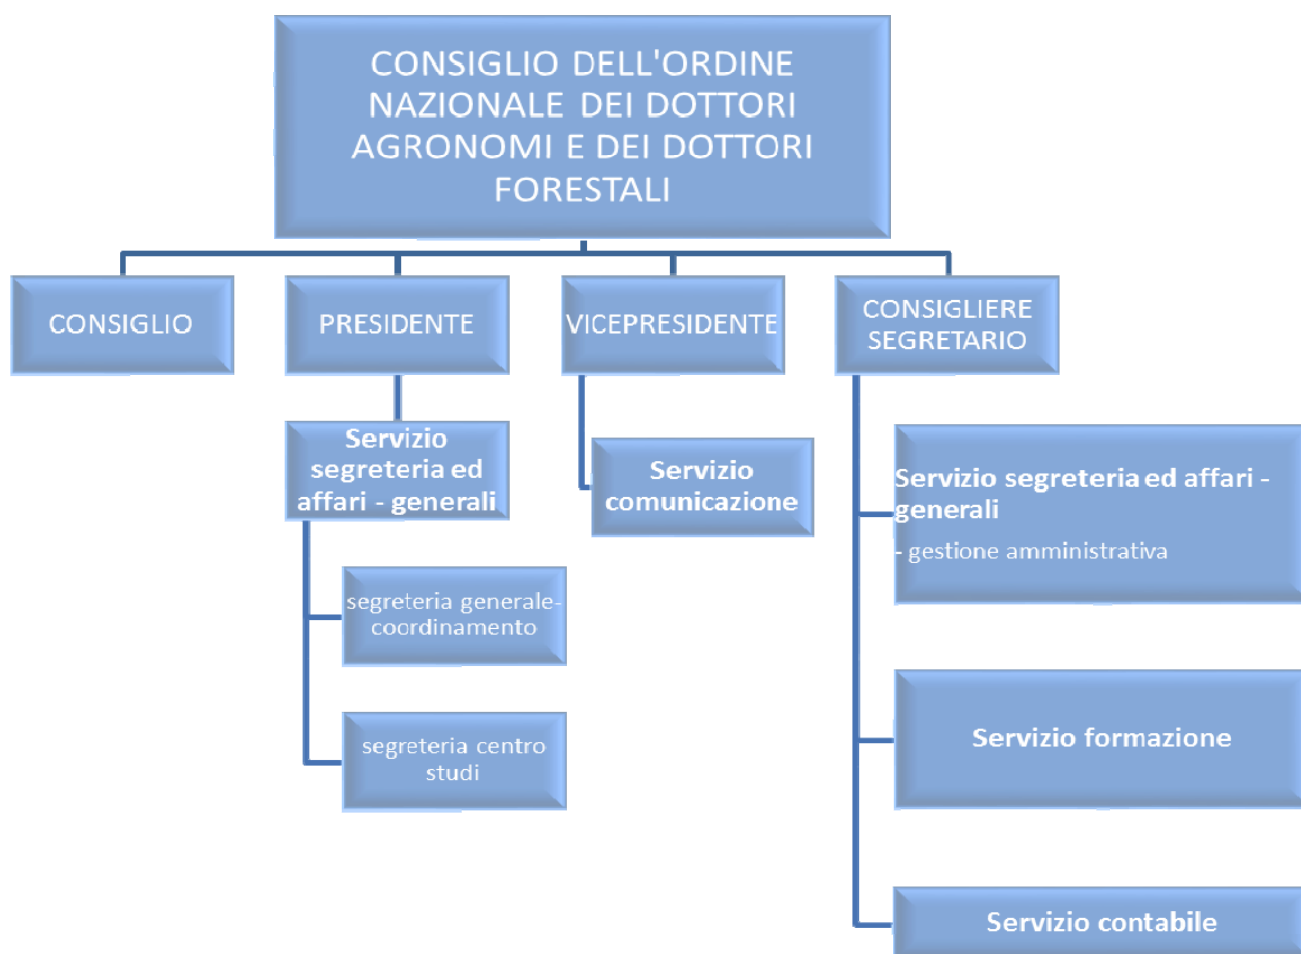 CONSIGLIO DELL'ORDINE
NAZIONALE DEI DOTTORI
AGRONOMI E DEI DOTTORI
FORESTALI
CONSIGLIO
PRESIDENTE
VICEPRESIDENTE
CONSIGLIERE
SEGRETARIO
Servizio
segreteria ed
affari - generali
segreteria generale-
coordinamento
segreteria centro
studi
Servizio
comunicazione
Servizio segreteria ed affari -
generali
- gestione amministrativa
Servizio formazione
Servizio contabile